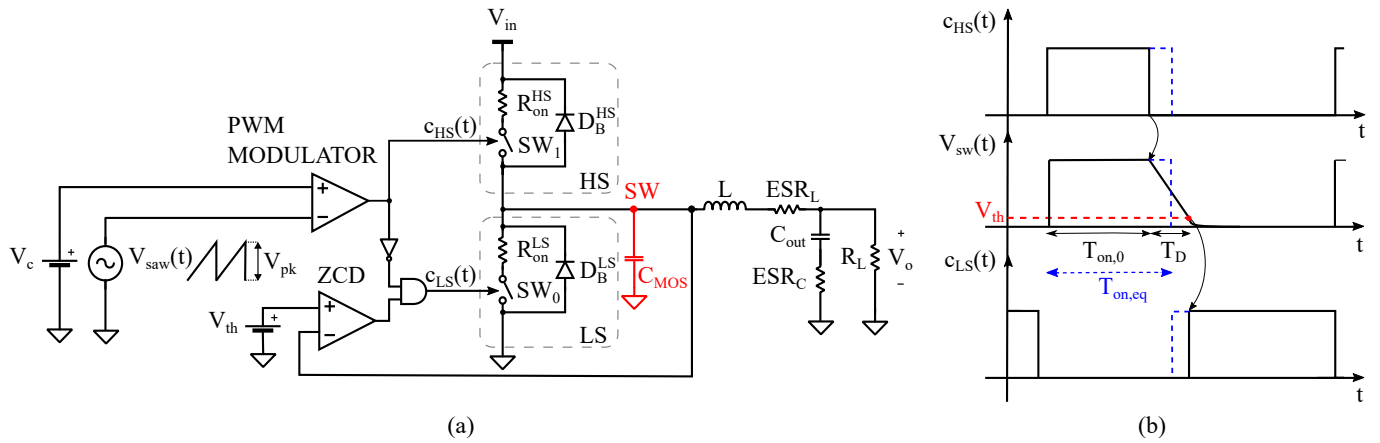 V_in
R_on^HS
D_B^HS
c_HS(t)
SW_1
HS
PWM
MODULATOR
+
−
SW
L
ESR_L
V_c
+
V_saw(t)
V_pk
ZCD
c_LS(t)
R_on^LS
D_B^LS
SW_0
LS
C_MOS
C_out
ESR_C
R_L
+
V_o
−
V_th
+
+
−
(a)
c_HS(t)
t
V_sw(t)
V_th
t
T_on,0
T_D
T_on,eq
c_LS(t)
t
(b)